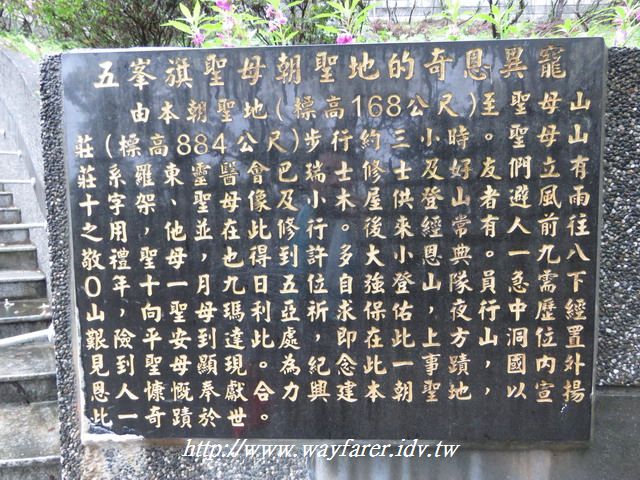 五峯旗聖母朝聖地的奇恩異寵
由本朝聖地(標高168公尺)至聖母山
莊(標高884公尺)步行約三小時。聖母山
莊系羅東靈醫會巴瑞士修士及好友們立有
十字架、聖母像及小木屋供登山者避風雨
之用，他並在此修行。後來經常有人前往
敬禮聖母，也得到許多大小恩典。一九八
0年十一月九日五位自強登山隊員急需下
山，向聖母瑪利亞祈求保佑，夜行中歷經
艱險平安到達此處，即在此上方山洞位置
見到聖母顯現。為紀念此一事蹟，國內外
恩人慷慨奉獻合力興建本朝聖地，以宣揚
此一奇蹟於世。
http://www.wayfarer.idv.tw